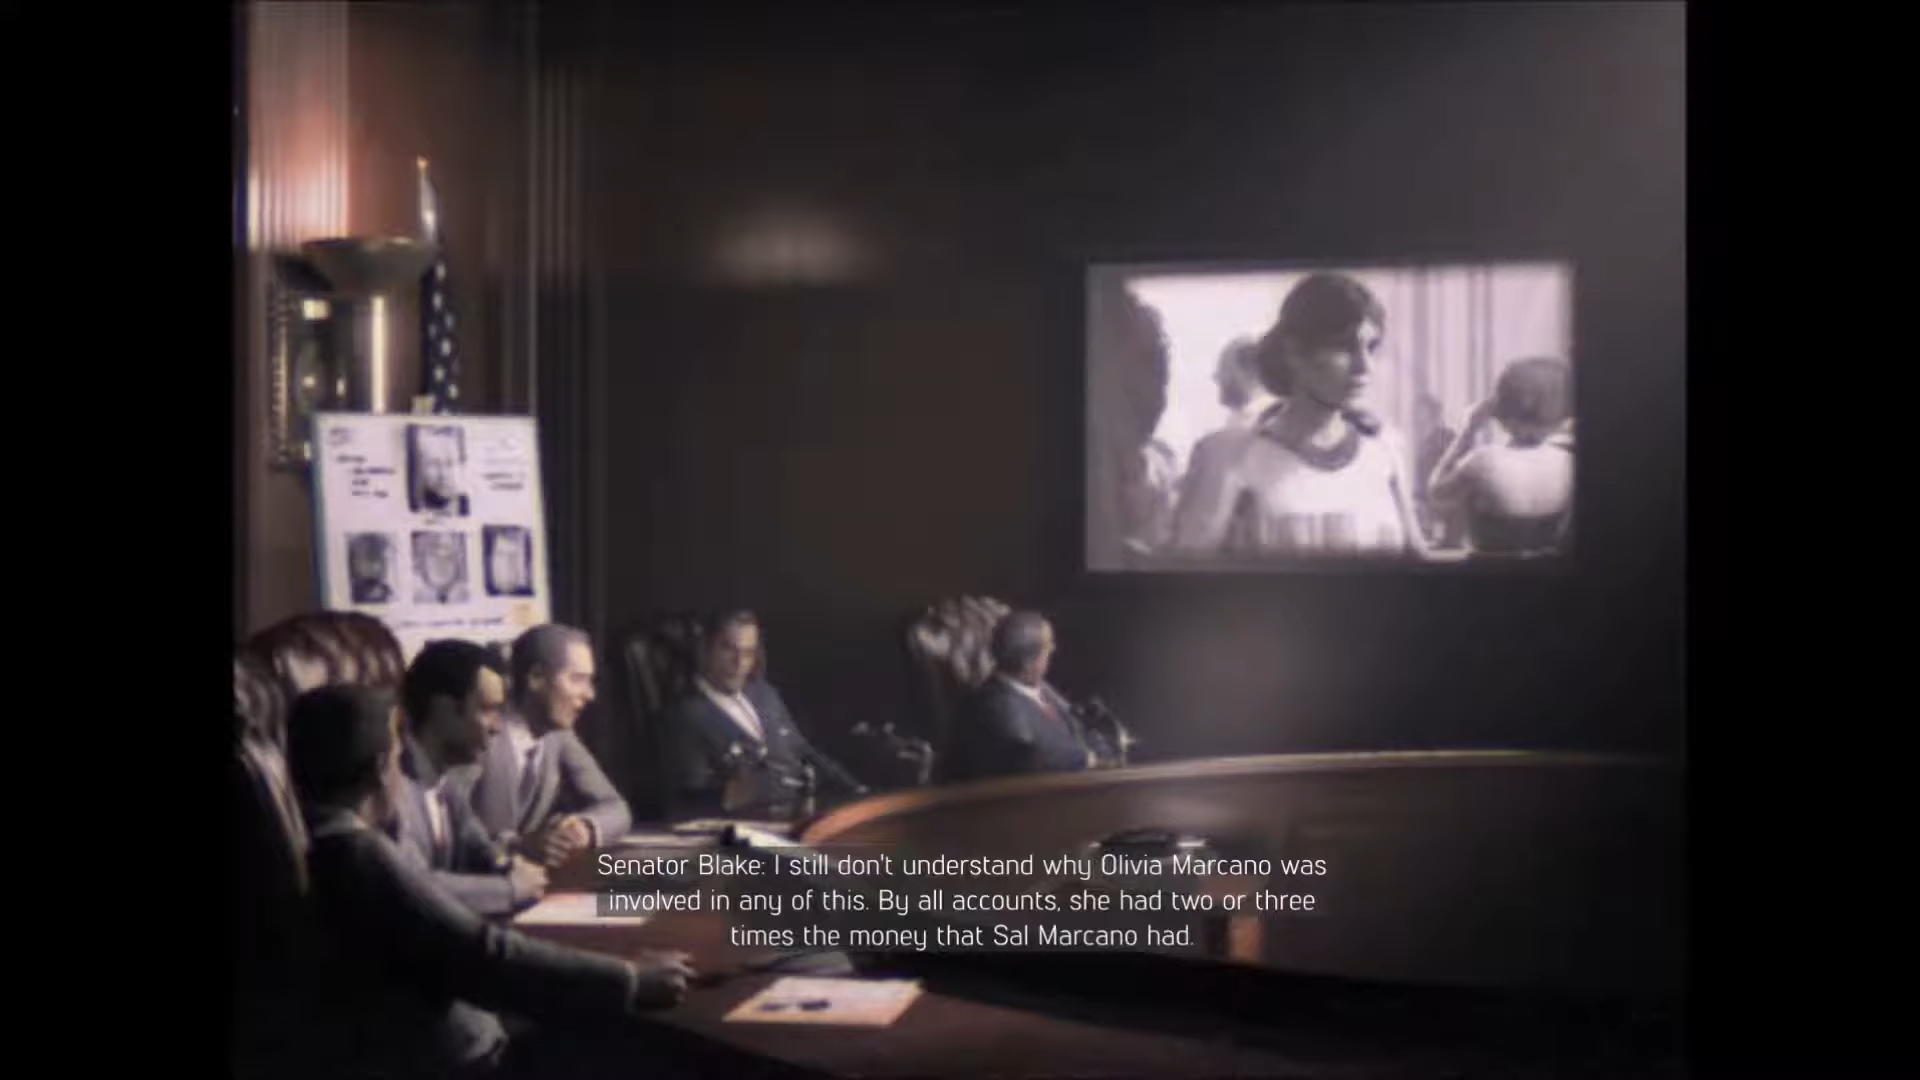 Senator Blake: I still don't understand why Olivia Marcano was
involved in any of this. By all accounts, she had two or three
times the money that Sal Marcano had.